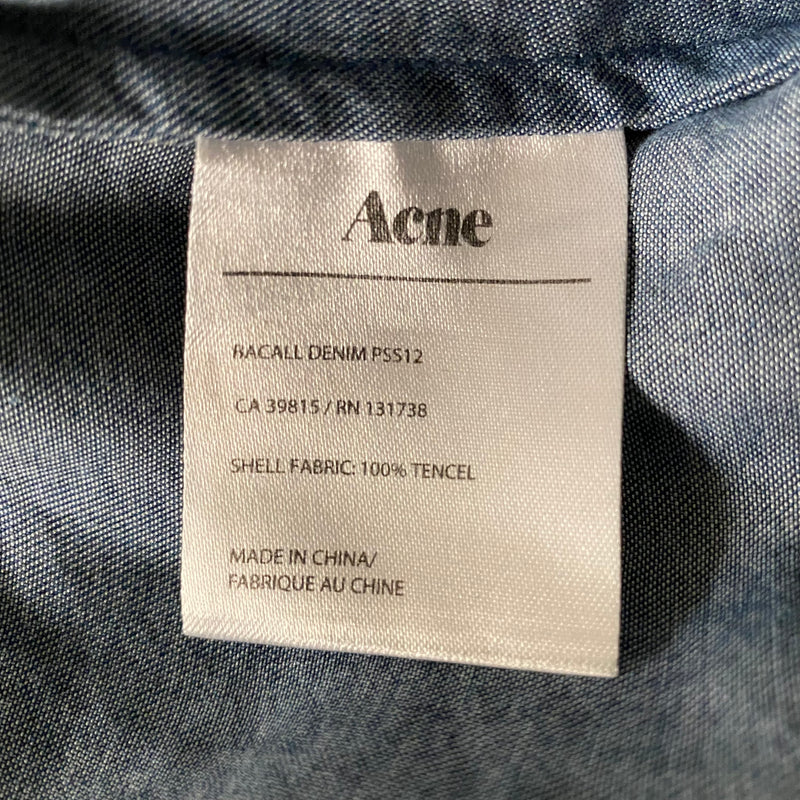 Acne
BACALL DENIM PSS12
CA 39815 / RN 131738
SHELL FABRIC: 100% TENCEL
MADE IN CHINA/
FABRIQUE AU CHINE